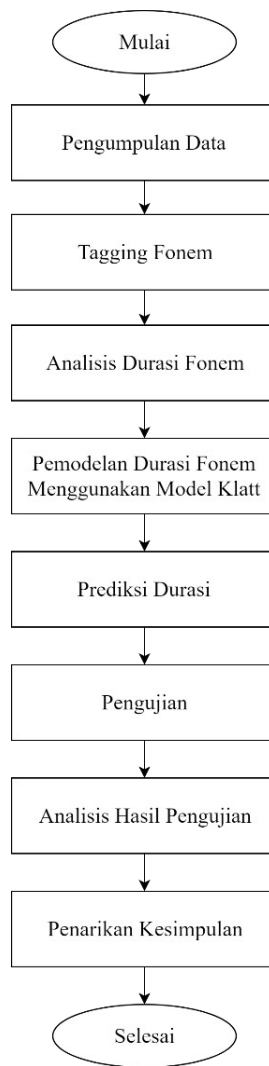 Mulai
Pengumpulan Data
Tagging Fonem
Analisis Durasi Fonem
Pemodelan Durasi Fonem
Menggunakan Model Klatt
Prediksi Durasi
Pengujian
Analisis Hasil Pengujian
Penarikan Kesimpulan
Selesai